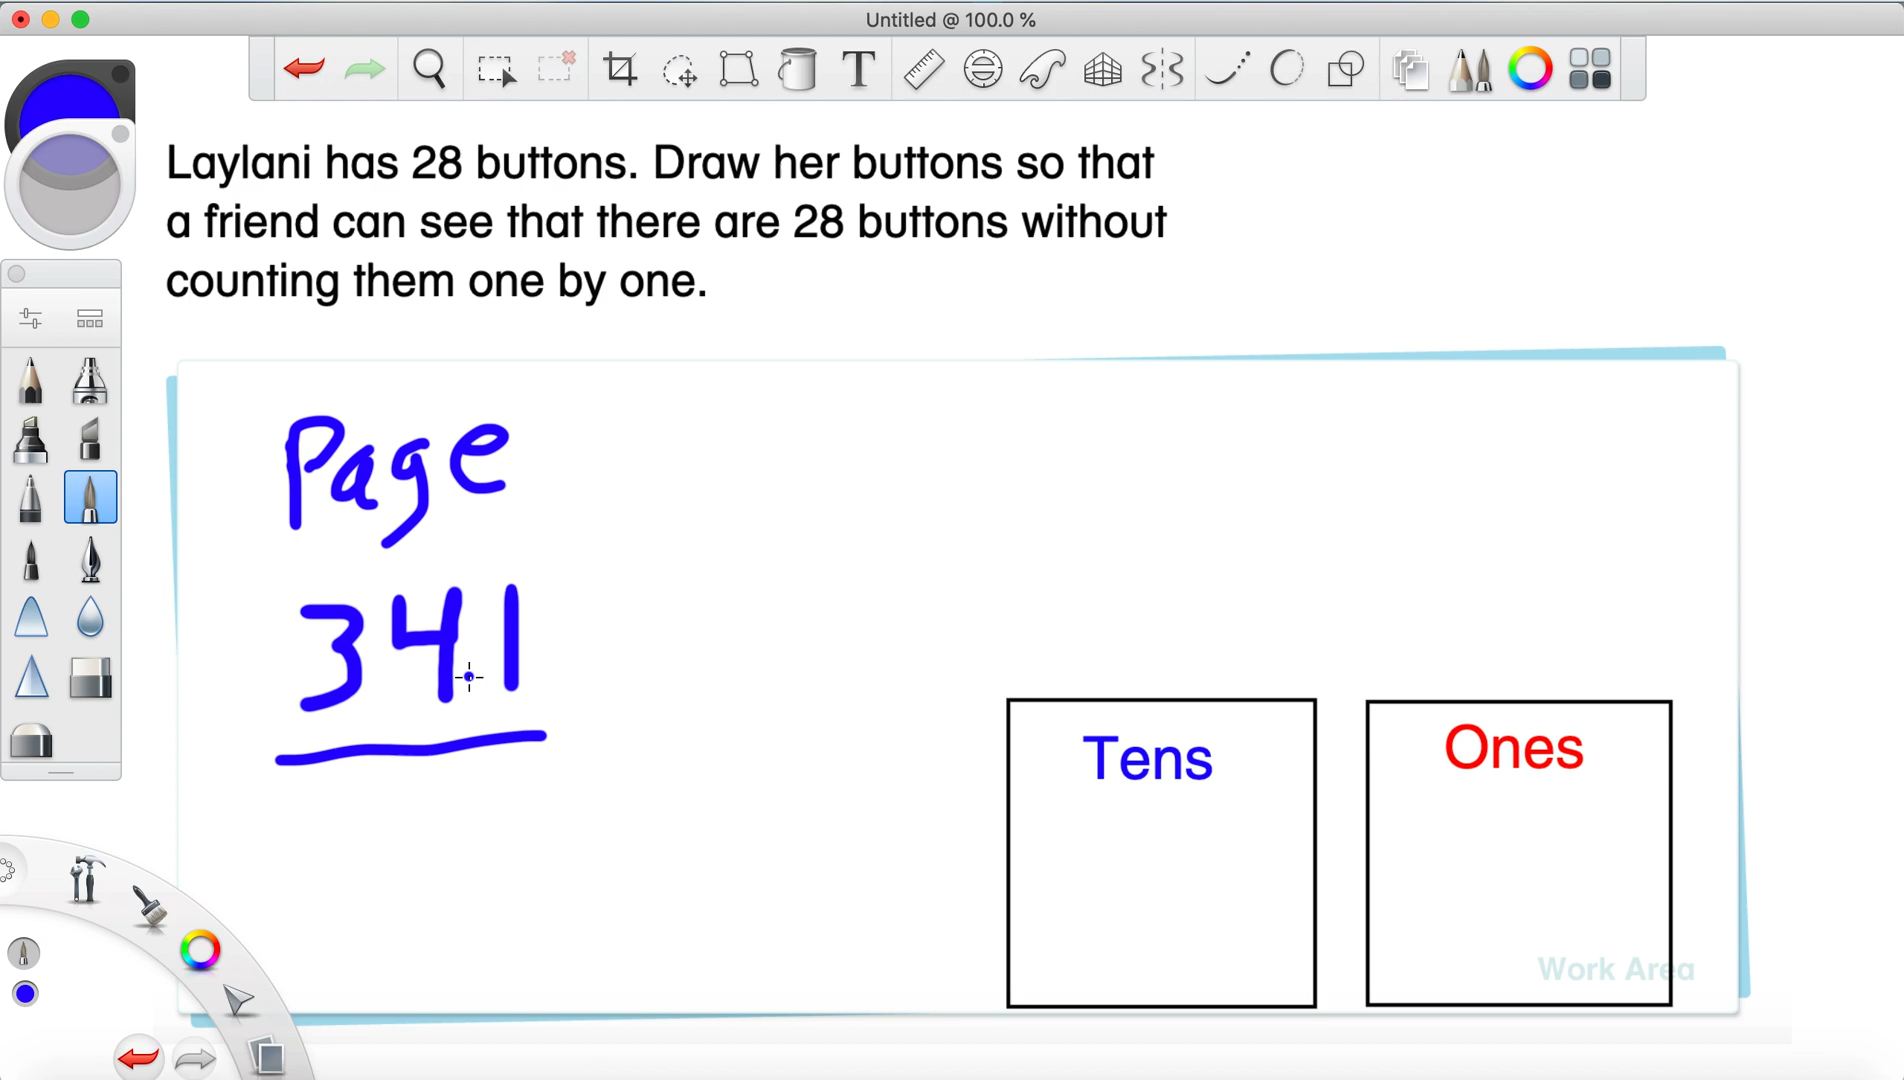 Untitled @ 100.0 %
T
Laylani has 28 buttons. Draw her buttons so that
a friend can see that there are 28 buttons without
counting them one by one.
Page
341
Tens
Ones
Work Area